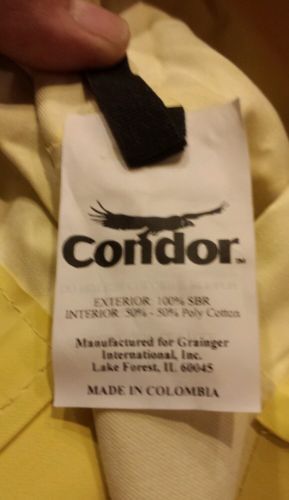 Condor™
EXTERIOR: 100% SBR
INTERIOR: 50% - 50% Poly Cotton
Manufactured for Grainger
International, Inc.
Lake Forest, IL 60045
MADE IN COLOMBIA